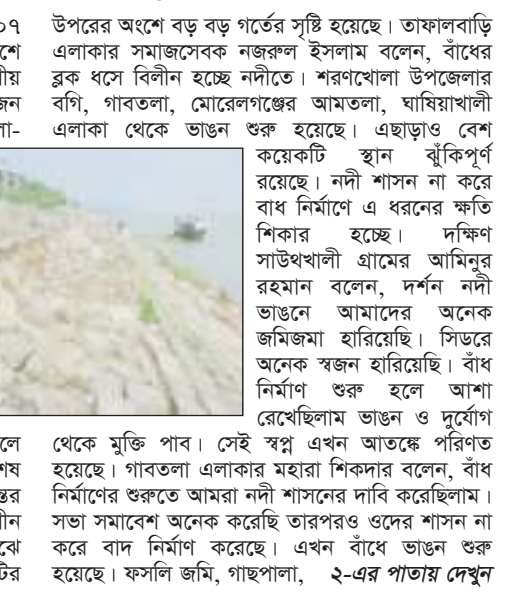 ০৭
শে
ীয়
জন
লা-
লে
শষ
ন্তর
ীন
ঝে
টির
উপরের অংশে বড় বড় গর্তের সৃষ্টি হয়েছে। তাফালবাড়ি
এলাকার সমাজসেবক নজরুল ইসলাম বলেন, বাঁধের
ব্লক ধসে বিলীন হচ্ছে নদীতে। শরণখোলা উপজেলার
বগি, গাবতলা, মোরেলগঞ্জের আমতলা, ঘাষিয়াখালী
এলাকা থেকে ভাঙন শুরু হয়েছে। এছাড়াও বেশ
কয়েকটি স্থান ঝুঁকিপূর্ণ
রয়েছে। নদী শাসন না করে
বাধ নির্মাণে এ ধরনের ক্ষতি
শিকার হচ্ছে। দক্ষিণ
সাউথখালী গ্রামের আমিনুর
রহমান বলেন, দর্শন নদী
ভাঙনে আমাদের অনেক
জমিজমা হারিয়েছি। সিডরে
অনেক স্বজন হারিয়েছি। বাঁধ
নির্মাণ শুরু হলে আশা
রেখেছিলাম ভাঙন ও দুর্যোগ
থেকে মুক্তি পাব। সেই স্বপ্ন এখন আতঙ্কে পরিণত
হয়েছে। গাবতলা এলাকার মহারা শিকদার বলেন, বাঁধ
নির্মাণের শুরুতে আমরা নদী শাসনের দাবি করেছিলাম।
সভা সমাবেশ অনেক করেছি তারপরও ওদের শাসন না
করে বাদ নির্মাণ করেছে। এখন বাঁধে ভাঙন শুরু
হয়েছে। ফসলি জমি, গাছপালা, ২-এর পাতায় দেখুন